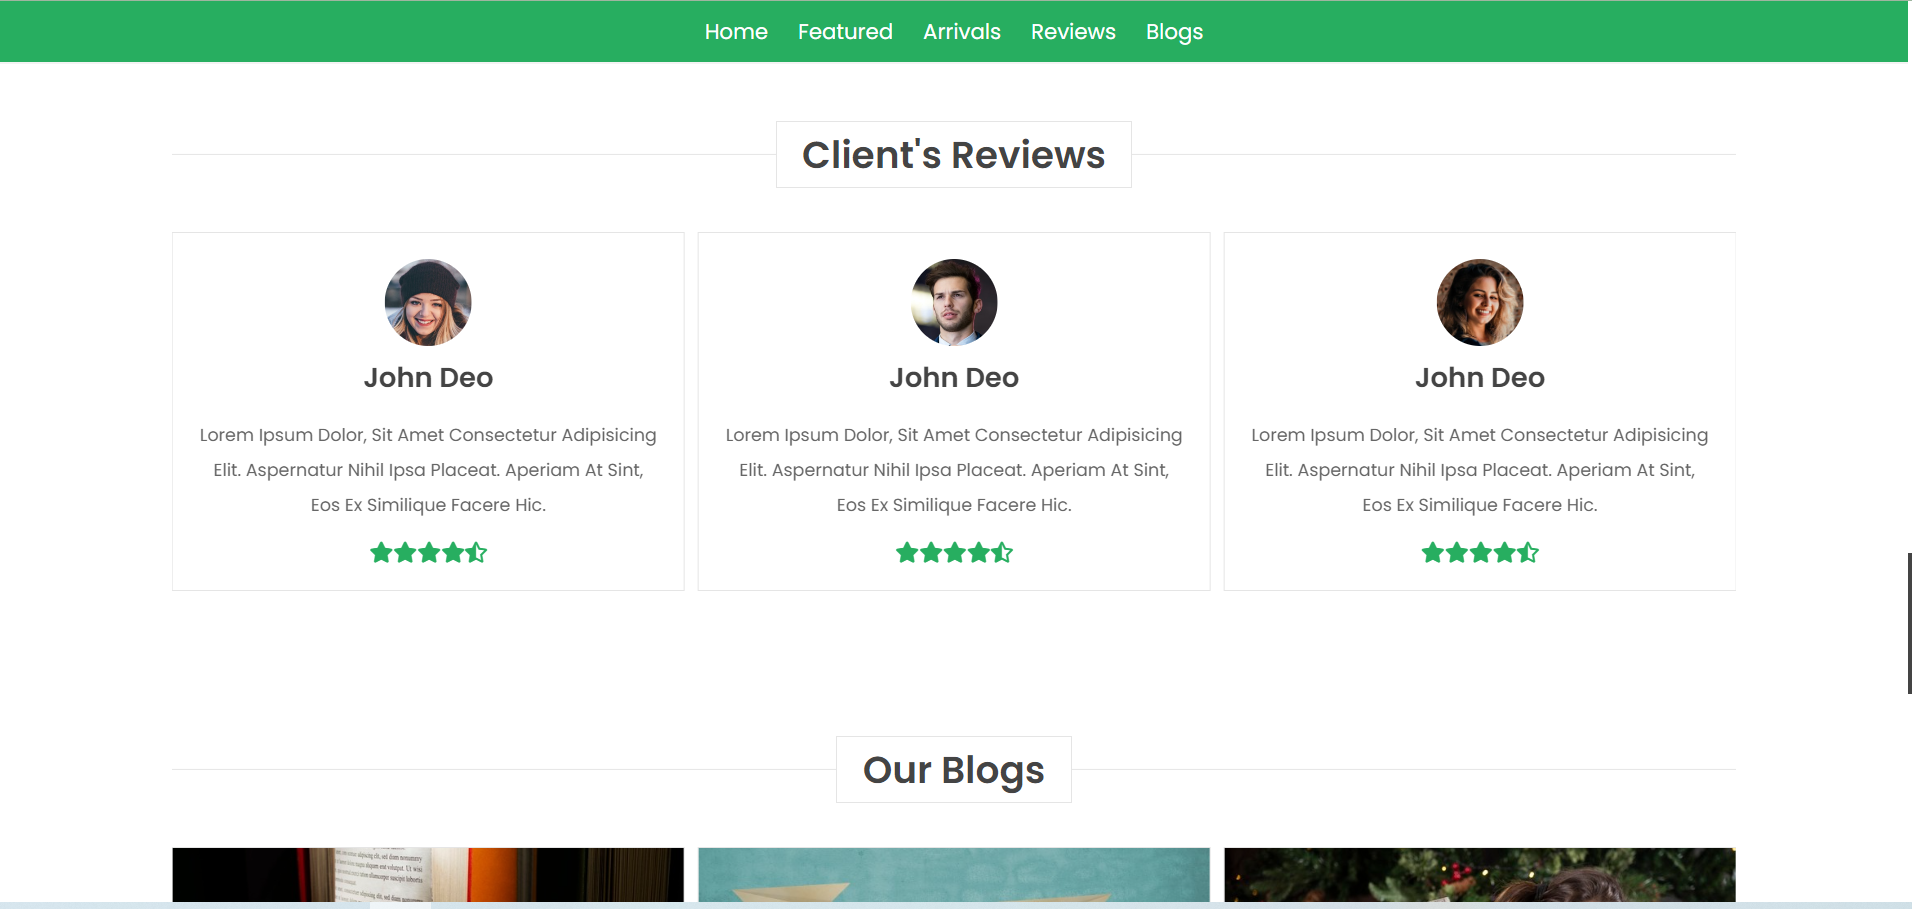 Home Featured Arrivals Reviews Blogs
Client's Reviews
John Deo
Lorem Ipsum Dolor, Sit Amet Consectetur Adipisicing
Elit. Aspernatur Nihil Ipsa Placeat. Aperiam At Sint,
Eos Ex Similique Facere Hic.
John Deo
Lorem Ipsum Dolor, Sit Amet Consectetur Adipisicing
Elit. Aspernatur Nihil Ipsa Placeat. Aperiam At Sint,
Eos Ex Similique Facere Hic.
John Deo
Lorem Ipsum Dolor, Sit Amet Consectetur Adipisicing
Elit. Aspernatur Nihil Ipsa Placeat. Aperiam At Sint,
Eos Ex Similique Facere Hic.
Our Blogs